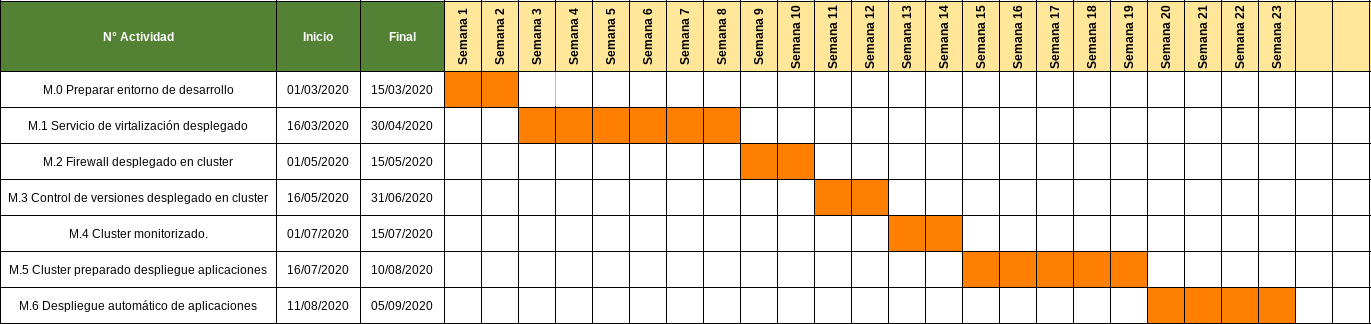 N° Actividad Inicio Final Semana 1 Semana 2 Semana 3 Semana 4 Semana 5 Semana 6 Semana 7 Semana 8 Semana 9 Semana 10 Semana 11 Semana 12 Semana 13 Semana 14 Semana 15 Semana 16 Semana 17 Semana 18 Semana 19 Semana 20 Semana 21 Semana 22 Semana 23
M.0 Preparar entorno de desarrollo 01/03/2020 15/03/2020
M.1 Servicio de virtalización desplegado 16/03/2020 30/04/2020
M.2 Firewall desplegado en cluster 01/05/2020 15/05/2020
M.3 Control de versiones desplegado en cluster 16/05/2020 31/06/2020
M.4 Cluster monitorizado. 01/07/2020 15/07/2020
M.5 Cluster preparado despliegue aplicaciones 16/07/2020 10/08/2020
M.6 Despliegue automático de aplicaciones 11/08/2020 05/09/2020